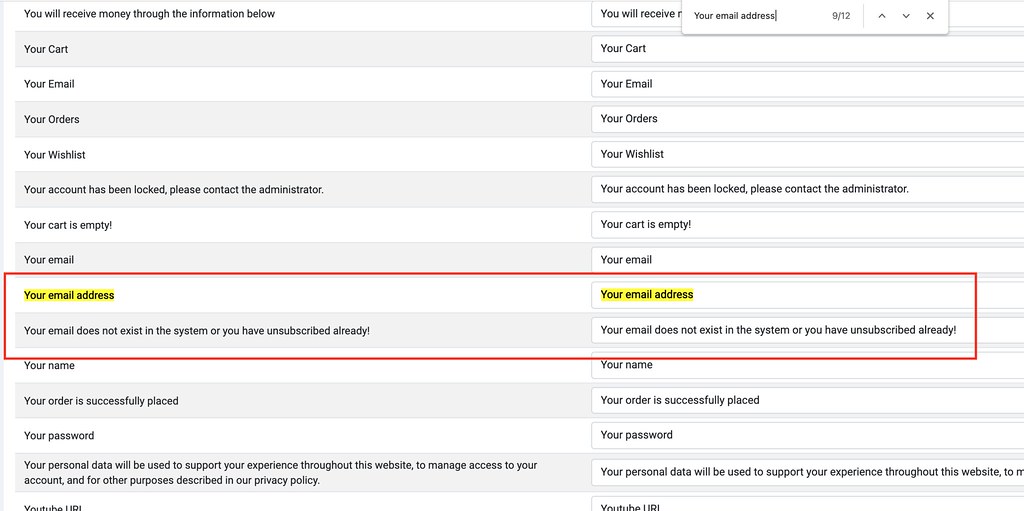 You will receive money through the information below
You will receive
Your email address
9/12
Your Cart
Your Cart
Your Email
Your Email
Your Orders
Your Orders
Your Wishlist
Your Wishlist
Your account has been locked, please contact the administrator.
Your account has been locked, please contact the administrator.
Your cart is empty!
Your cart is empty!
Your email
Your email
Your email address
Your email address
Your email does not exist in the system or you have unsubscribed already!
Your email does not exist in the system or you have unsubscribed already!
Your name
Your name
Your order is successfully placed
Your order is successfully placed
Your password
Your password
Your personal data will be used to support your experience throughout this website, to manage access to your
account, and for other purposes described in our privacy policy.
Your personal data will be used to support your experience throughout this website, to
Youtube URL
Youtube URL